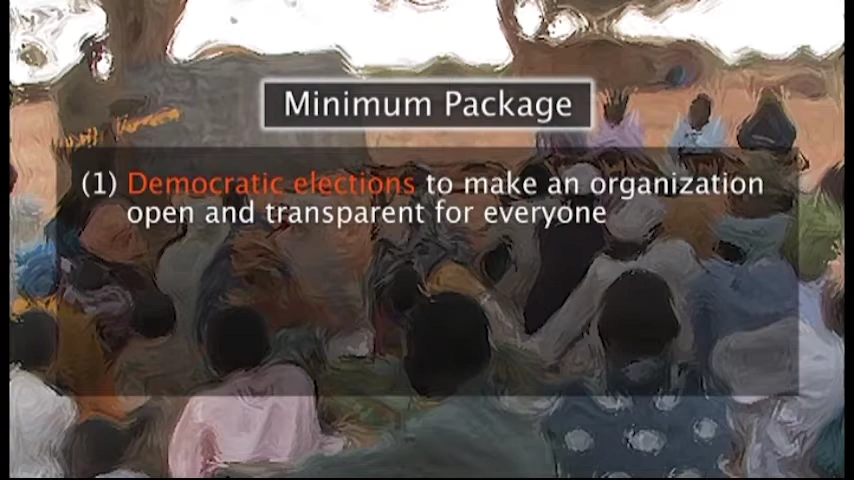 Minimum Package
(1) Democratic elections to make an organization
open and transparent for everyone